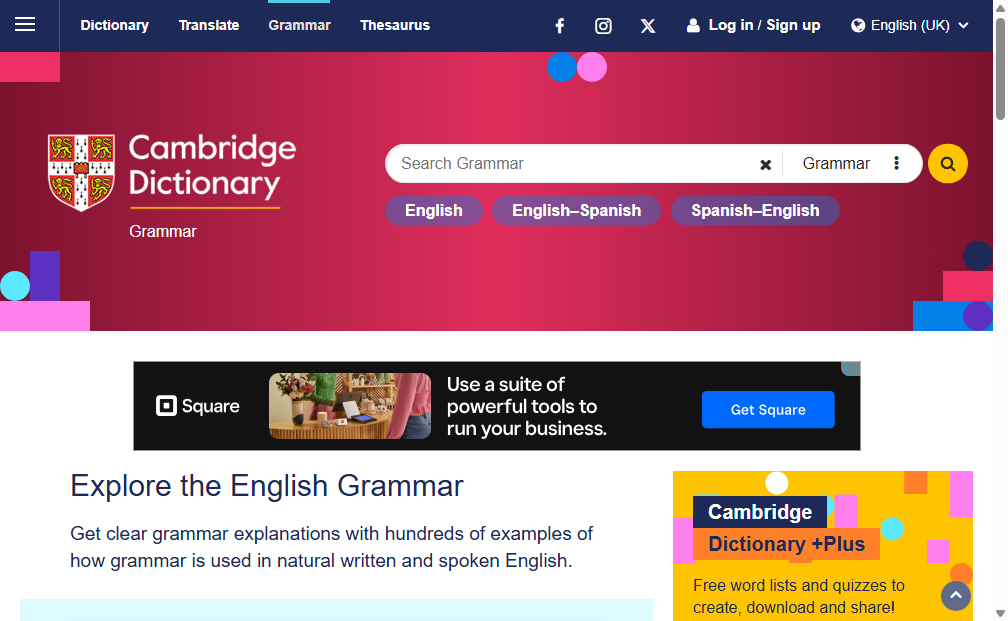 Dictionary
Translate
Grammar
Thesaurus
Log in / Sign up
English (UK)
Cambridge
Dictionary
Grammar
Search Grammar
Grammar
English
English–Spanish
Spanish–English
Square
Use a suite of
powerful tools to
run your business.
Get Square
Explore the English Grammar
Get clear grammar explanations with hundreds of examples of
how grammar is used in natural written and spoken English.
Cambridge
Dictionary +Plus
Free word lists and quizzes to
create, download and share!